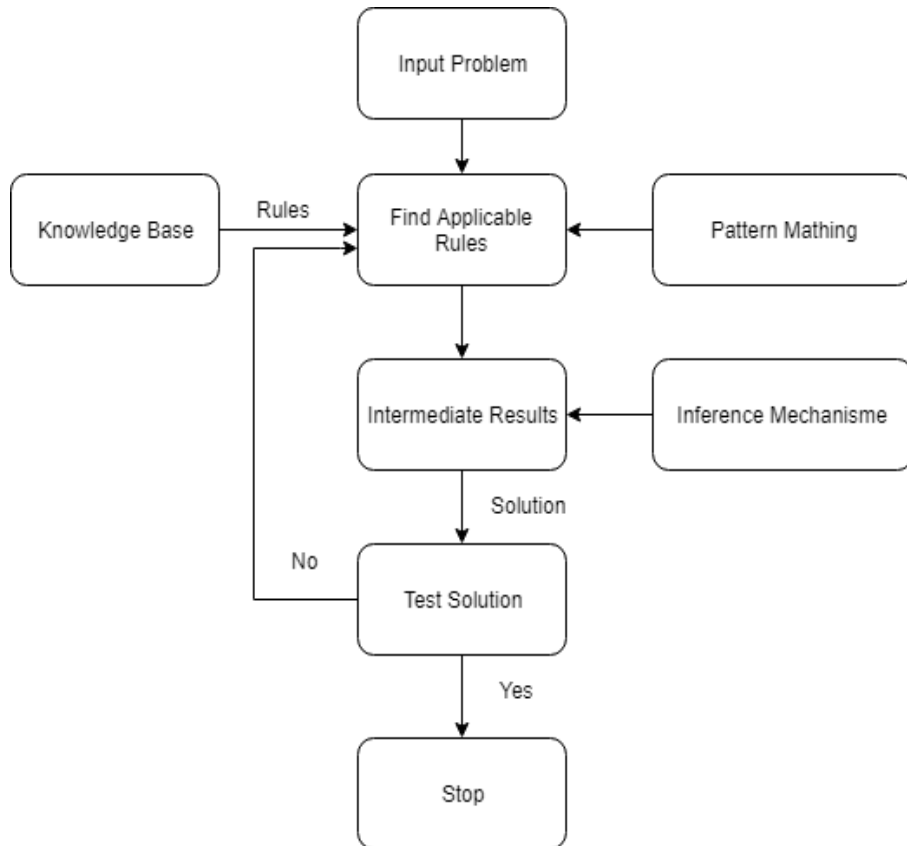 Input Problem
Knowledge Base
Rules
Find Applicable
Rules
Pattern Mathing
Intermediate Results
Inference Mechanisme
Solution
No
Test Solution
Yes
Stop